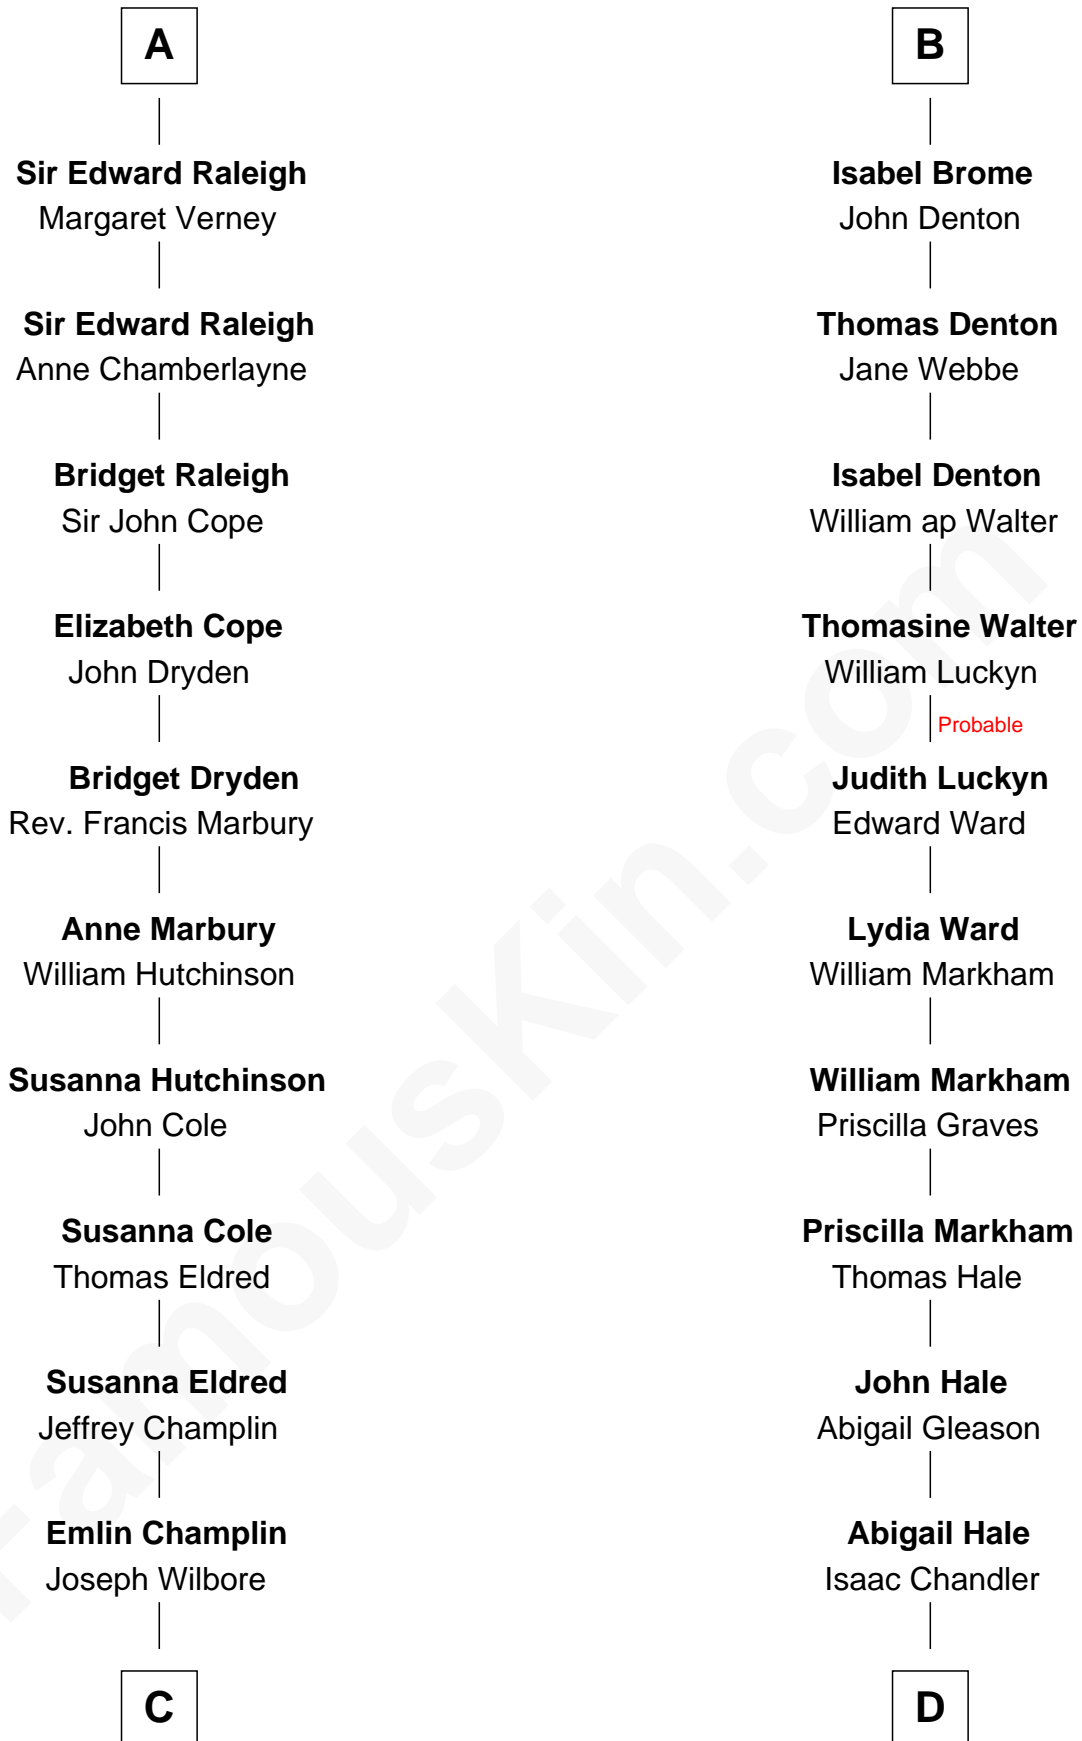 A
Sir Edward Raleigh
Margaret Verney
Sir Edward Raleigh
Anne Chamberlayne
Bridget Raleigh
Sir John Cope
Elizabeth Cope
John Dryden
Bridget Dryden
Rev. Francis Marbury
Anne Marbury
William Hutchinson
Susanna Hutchinson
John Cole
Susanna Cole
Thomas Eldred
Susanna Eldred
Jeffrey Champlin
Emlin Champlin
Joseph Wilbore
C
B
Isabel Brome
John Denton
Thomas Denton
Jane Webbe
Isabel Denton
William ap Walter
Thomasine Walter
William Luckyn
Probable
Judith Luckyn
Edward Ward
Lydia Ward
William Markham
William Markham
Priscilla Graves
Priscilla Markham
Thomas Hale
John Hale
Abigail Gleason
Abigail Hale
Isaac Chandler
D
FamousKin.com